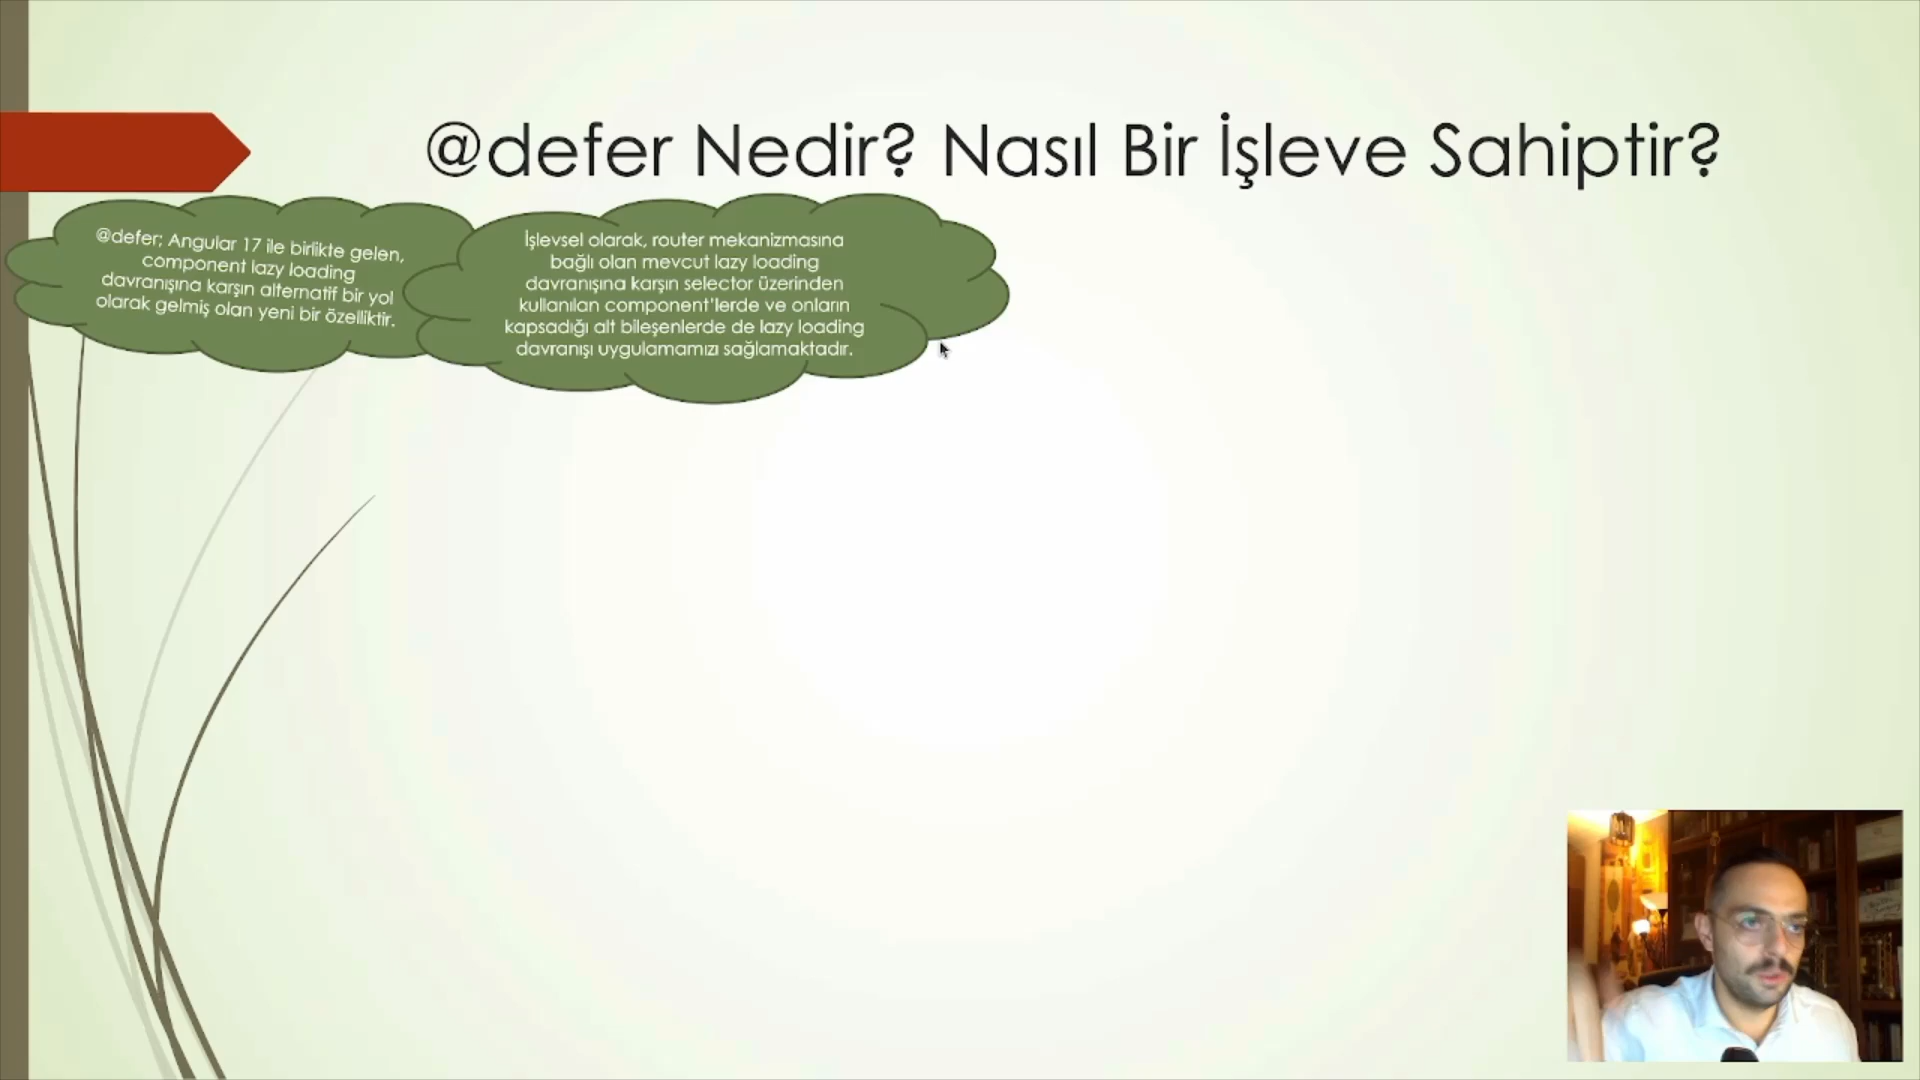 @defer Nedir? Nasıl Bir İşleve Sahiptir?
@defer; Angular 17 ile birlikte gelen,
component lazy loading
davranışına karşın alternatif bir yol
olarak gelmiş olan yeni bir özelliktir.
İşlevsel olarak, router mekanizmasına
bağlı olan mevcut lazy loading
davranışına karşın selector üzerinden
kullanılan component'lerde ve onların
kapsadığı alt bileşenlerde de lazy loading
davranışı uygulamamızı sağlamaktadır.